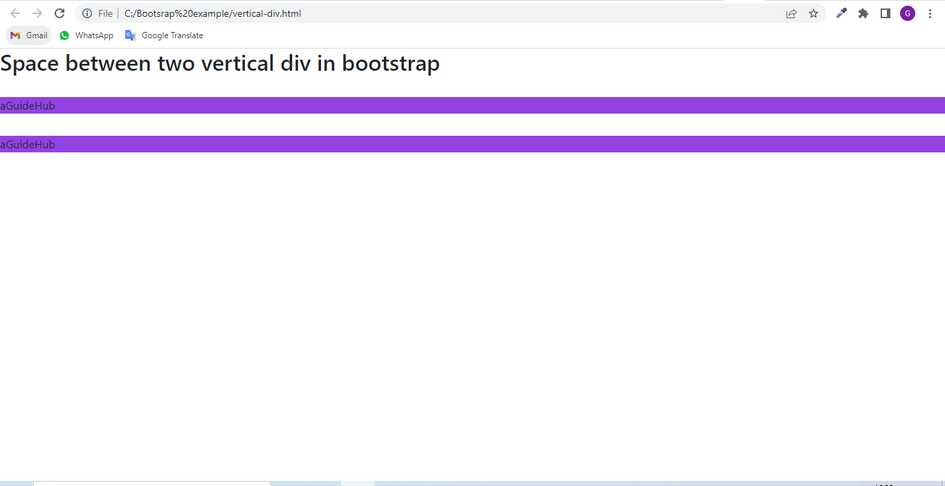 File | C:/Bootsrap%20example/vertical-div.html G
Gmail WhatsApp Google Translate
Space between two vertical div in bootstrap
aGuideHub
aGuideHub